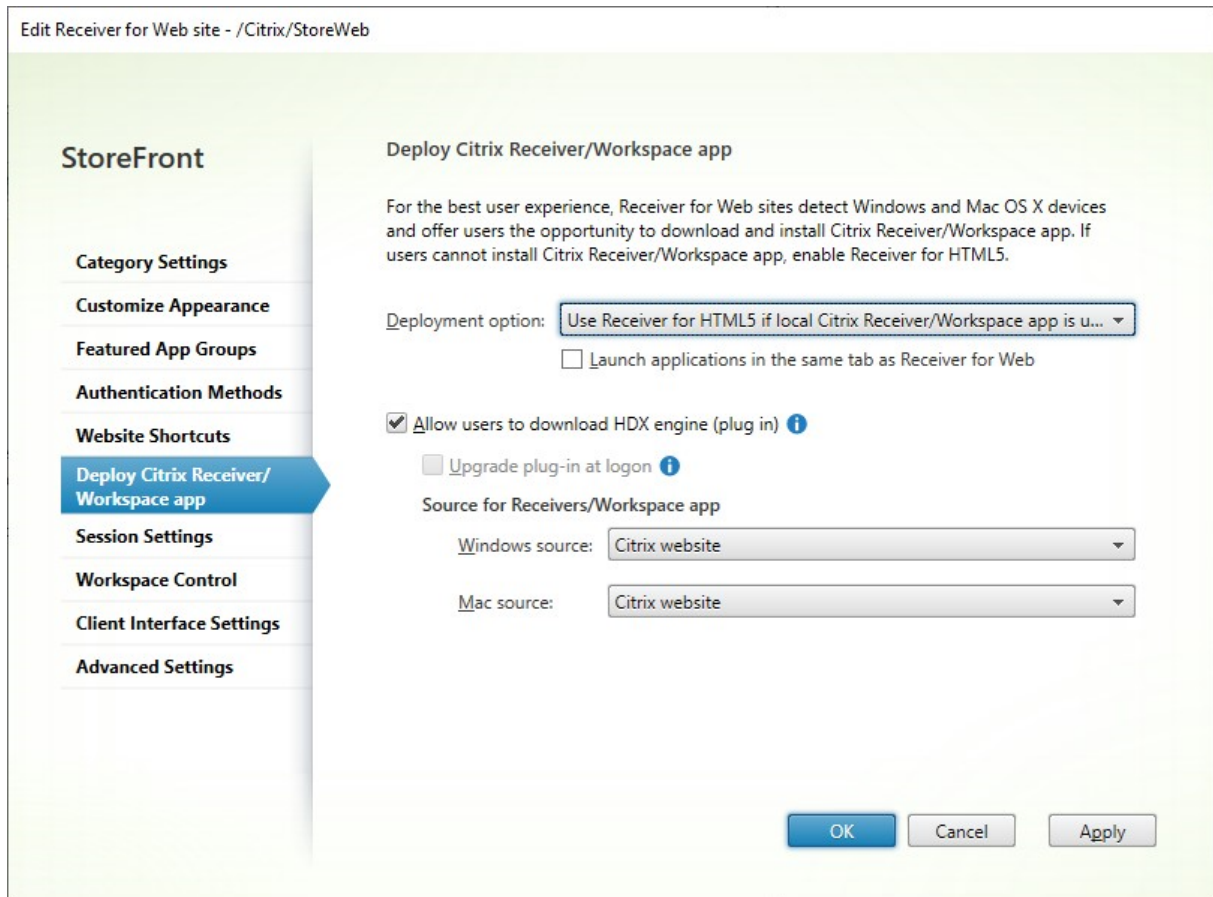 Edit Receiver for Web site - /Citrix/StoreWeb
StoreFront
Category Settings
Customize Appearance
Featured App Groups
Authentication Methods
Website Shortcuts
Deploy Citrix Receiver/
Workspace app
Session Settings
Workspace Control
Client Interface Settings
Advanced Settings
Deploy Citrix Receiver/Workspace app
For the best user experience, Receiver for Web sites detect Windows and Mac OS X devices
and offer users the opportunity to download and install Citrix Receiver/Workspace app. If
users cannot install Citrix Receiver/Workspace app, enable Receiver for HTML5.
Deployment option: Use Receiver for HTML5 if local Citrix Receiver/Workspace app is u...
Launch applications in the same tab as Receiver for Web
Allow users to download HDX engine (plug in)
Upgrade plug-in at logon
Source for Receivers/Workspace app
Windows source: Citrix website
Mac source: Citrix website
OK Cancel Apply